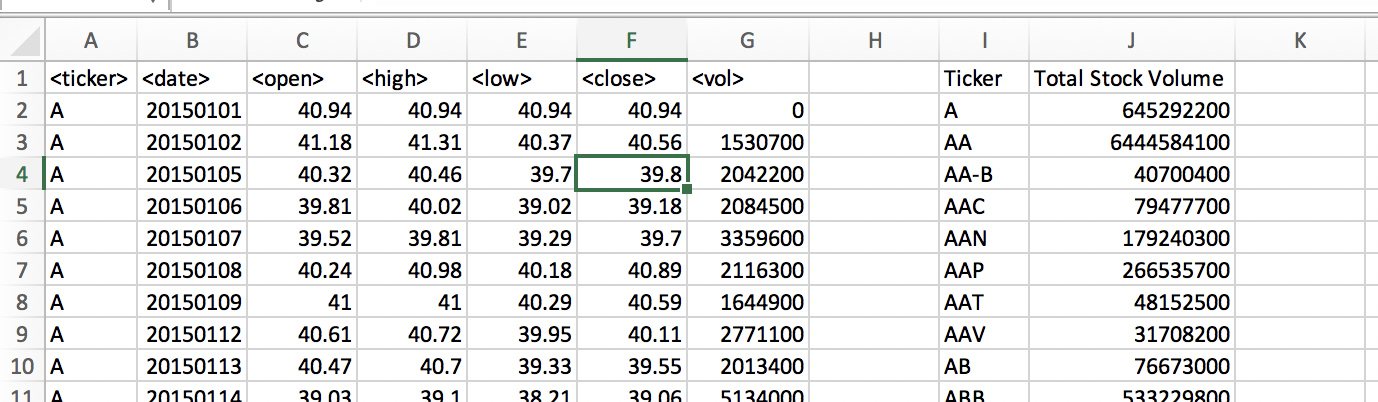 A B C D E F G H I J K
1 <ticker> <date> <open> <high> <low> <close> <vol> Ticker Total Stock Volume
2 A 20150101 40.94 40.94 40.94 40.94 0 A 645292200
3 A 20150102 41.18 41.31 40.37 40.56 1530700 AA 6444584100
4 A 20150105 40.32 40.46 39.7 39.8 2042200 AA-B 40700400
5 A 20150106 39.81 40.02 39.02 39.18 2084500 AAC 79477700
6 A 20150107 39.52 39.81 39.29 39.7 3359600 AAN 179240300
7 A 20150108 40.24 40.98 40.18 40.89 2116300 AAP 266535700
8 A 20150109 41 41 40.29 40.59 1644900 AAT 48152500
9 A 20150112 40.61 40.72 39.95 40.11 2771100 AAV 31708200
10 A 20150113 40.47 40.7 39.33 39.55 2013400 AB 76673000
11 A 20150114 39.03 39.1 38.21 39.06 5134000 ABB 533229800